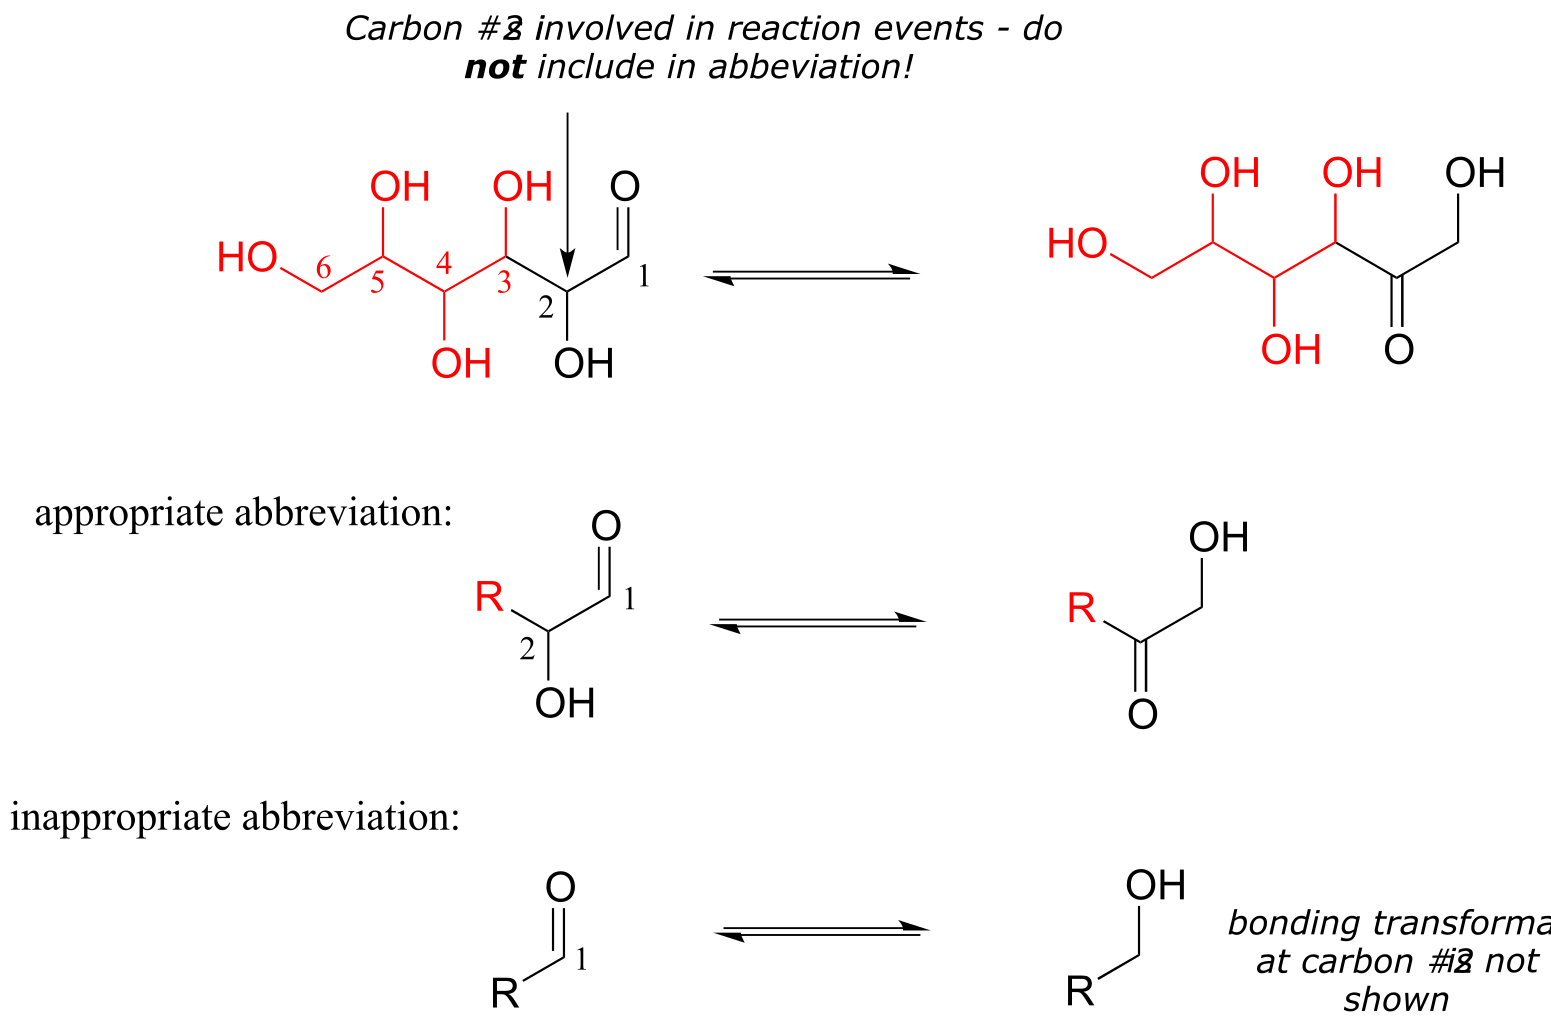 Carbon #2 is involved in reaction events - do
not include in abbeviation!
OH OH O
HO 6 5 4 3 2 1
OH OH
OH OH OH
HO
OH O
appropriate abbreviation:
O
R 1
2
OH
OH
R
O
inappropriate abbreviation:
O
1
R
OH
R
bonding transforma
at carbon #2 is not
shown